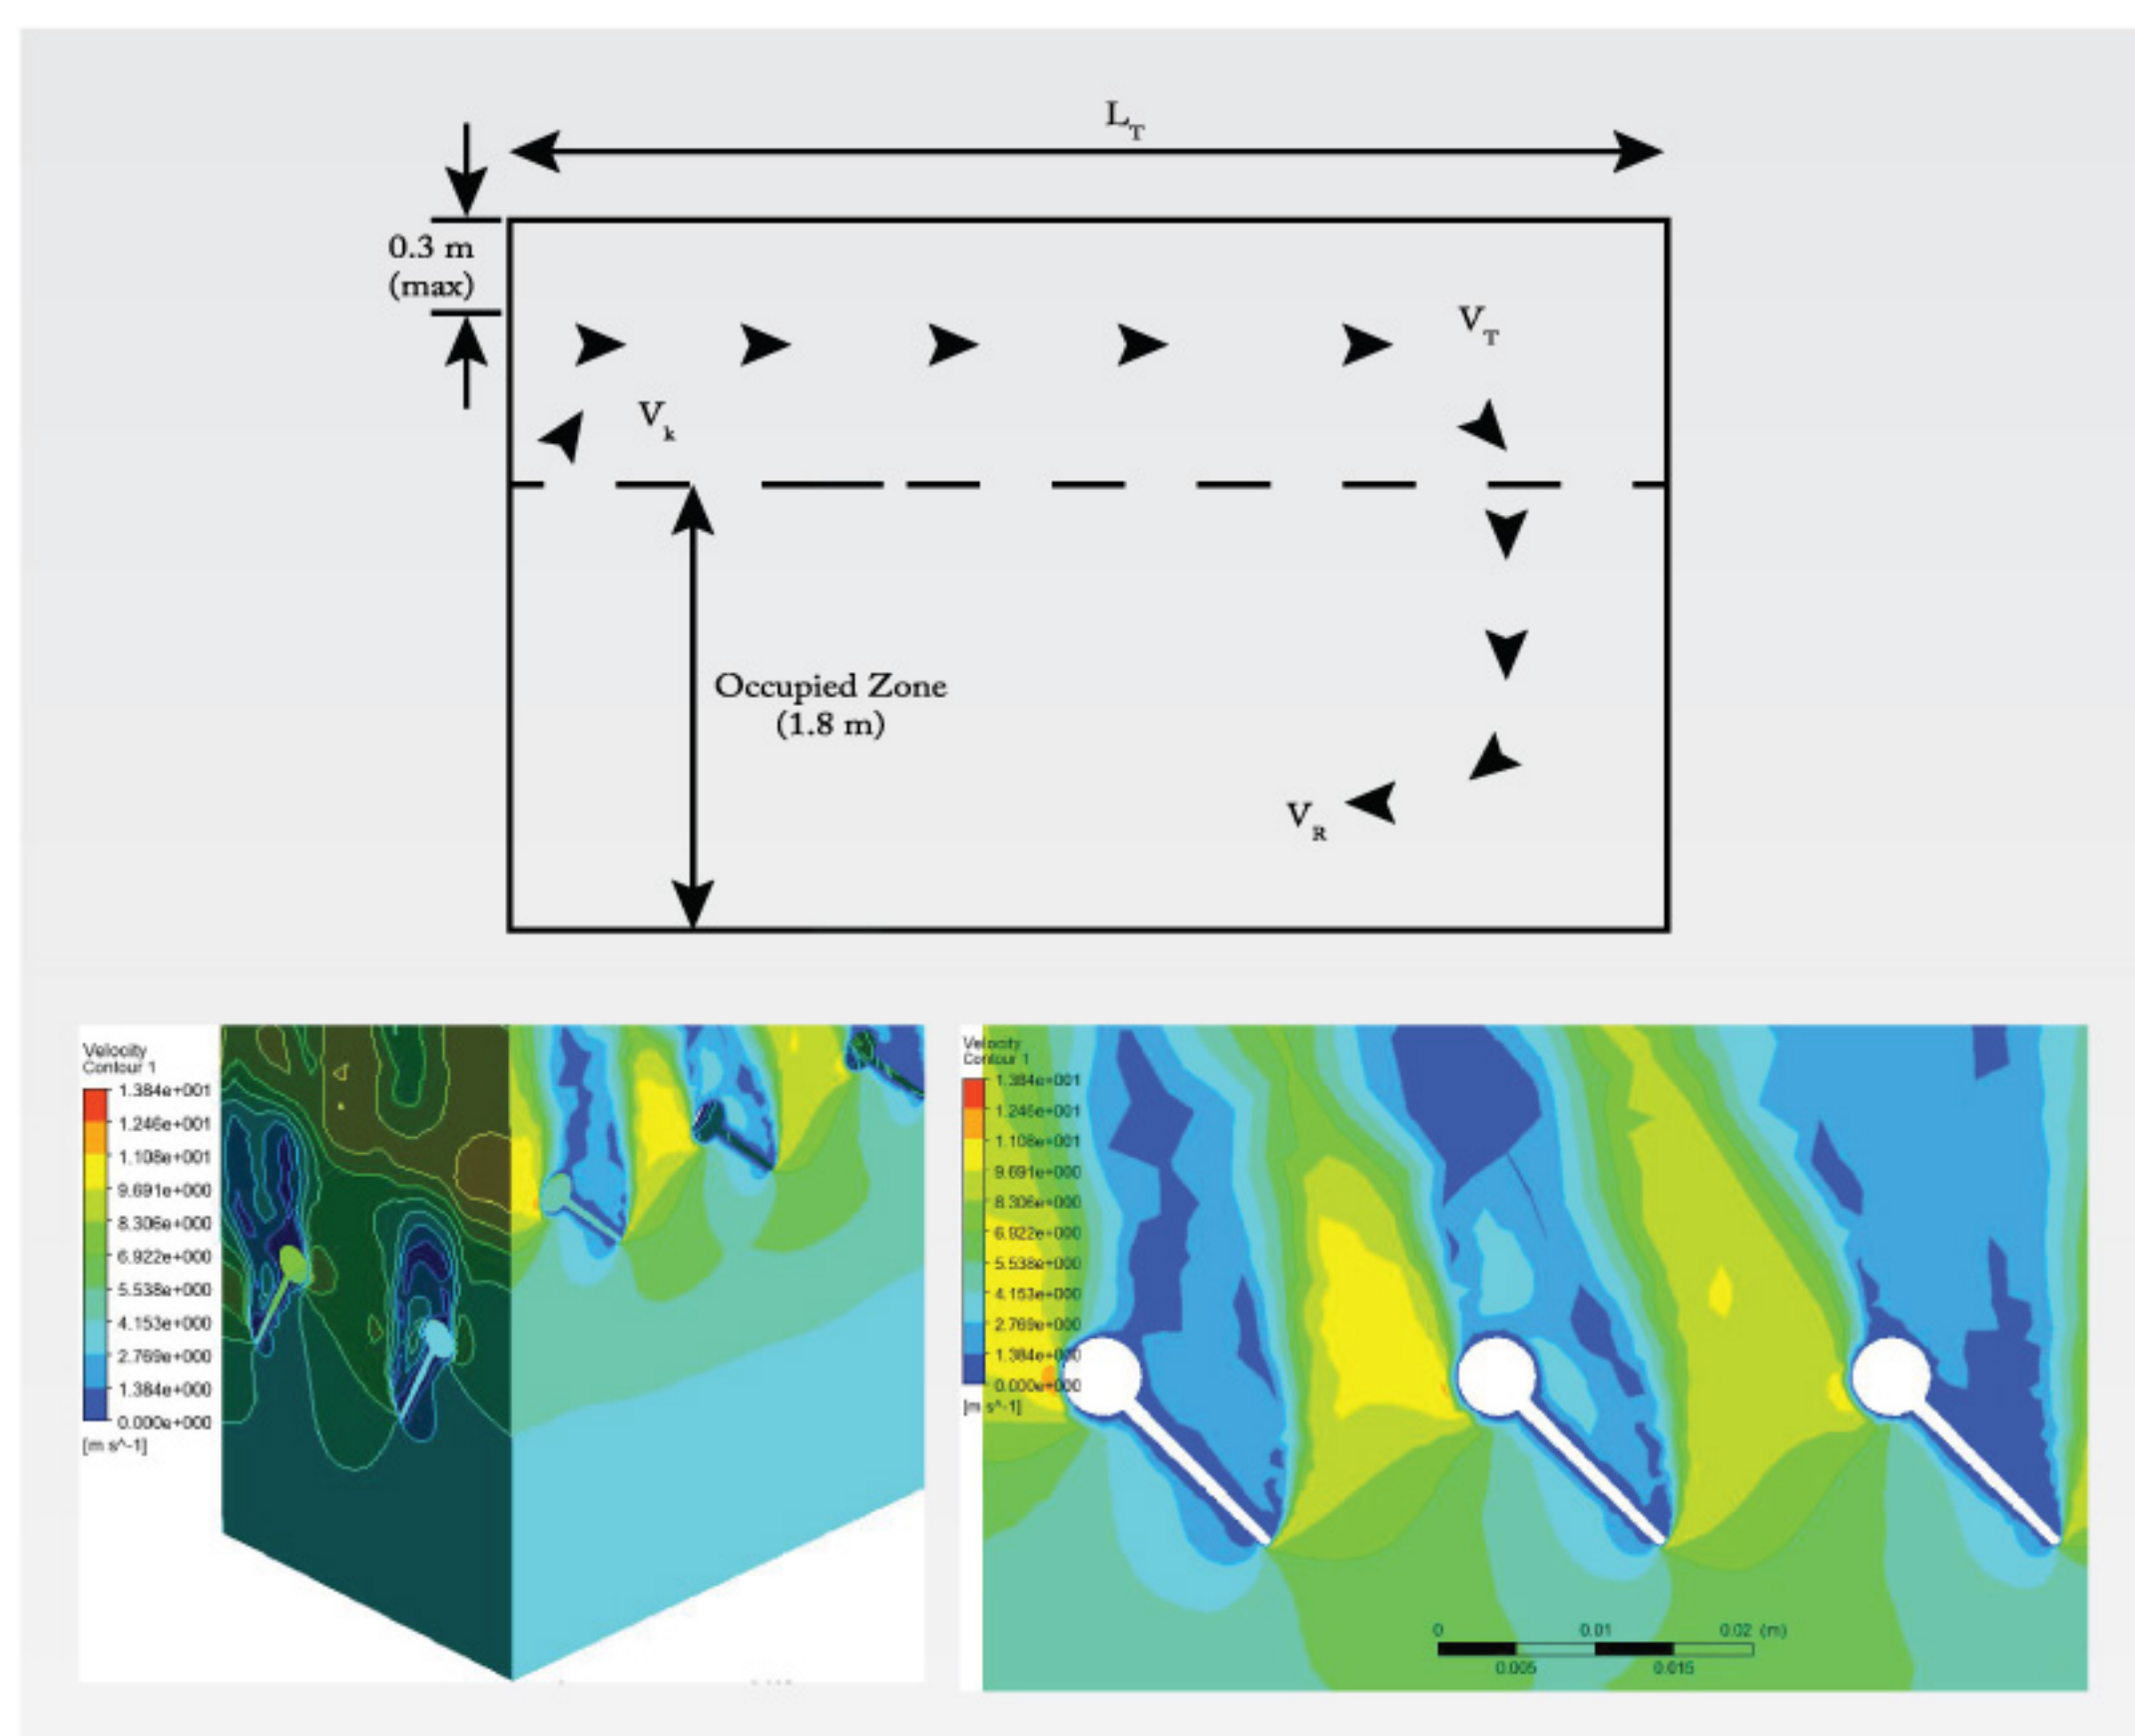 L_T
0.3 m
(max)
V_T
V_k
Occupied Zone
(1.8 m)
V_R
Velocity
Contour 1
1.384e+001
1.246e+001
1.108e+001
9.691e+000
8.306e+000
6.922e+000
5.538e+000
4.153e+000
2.769e+000
1.384e+000
0.000e+000
[m s^-1]
Velocity
Contour 1
1.384e+001
1.246e+001
1.108e+001
9.691e+000
8.306e+000
6.922e+000
5.538e+000
4.153e+000
2.769e+000
1.384e+000
0.000e+000
[m s^-1]
0 0.01 0.02 (m)
0.005 0.015